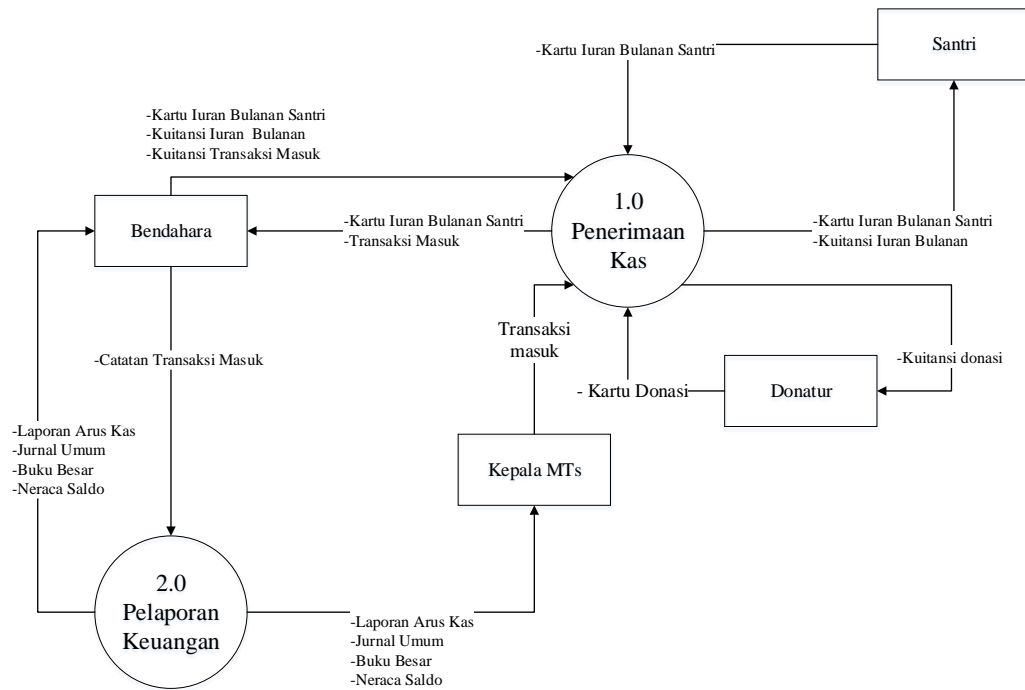 Santri
-Kartu Iuran Bulanan Santri
-Kartu Iuran Bulanan Santri
-Kuitansi Iuran  Bulanan
-Kuitansi Transaksi Masuk
1.0
Penerimaan
Kas
Bendahara
-Kartu Iuran Bulanan Santri
-Transaksi Masuk
-Kartu Iuran Bulanan Santri
-Kuitansi Iuran Bulanan
Transaksi
masuk
-Catatan Transaksi Masuk
-Kuitansi donasi
- Kartu Donasi
Donatur
-Laporan Arus Kas
-Jurnal Umum
-Buku Besar
-Neraca Saldo
Kepala MTs
2.0
Pelaporan
Keuangan
-Laporan Arus Kas
-Jurnal Umum
-Buku Besar
-Neraca Saldo